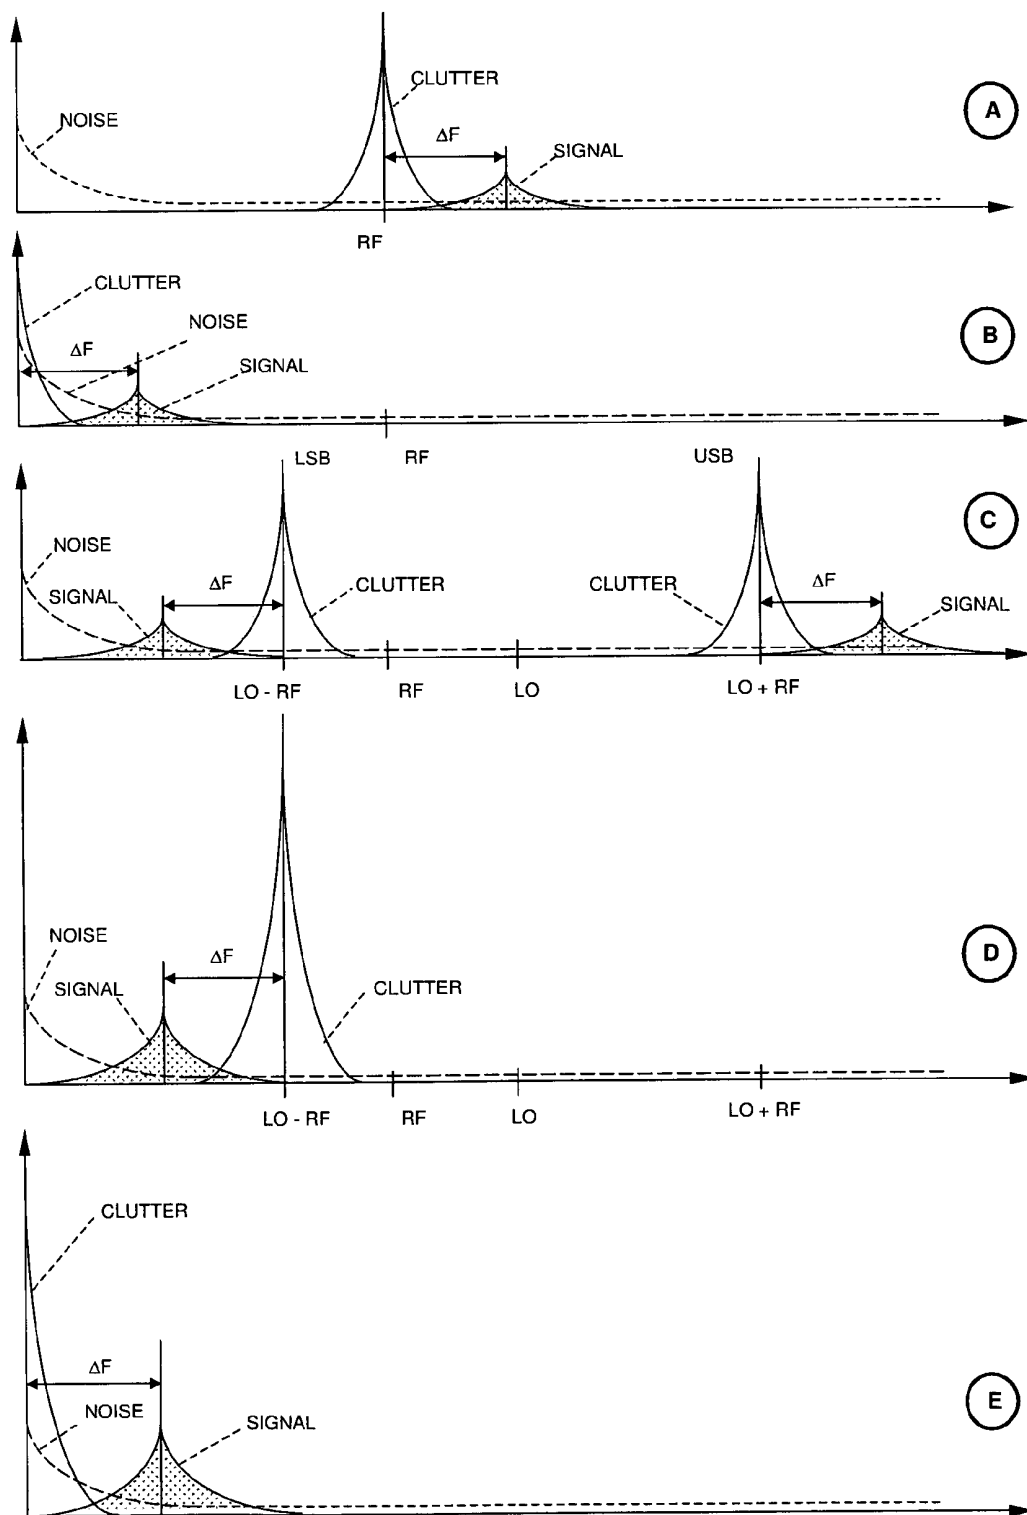 CLUTTER
A
NOISE
ΔF
SIGNAL
RF
CLUTTER
NOISE
B
ΔF
SIGNAL
LSB
RF
USB
C
NOISE
ΔF
CLUTTER
CLUTTER
ΔF
SIGNAL
SIGNAL
LO - RF
RF
LO
LO + RF
NOISE
ΔF
D
SIGNAL
CLUTTER
LO - RF
RF
LO
LO + RF
CLUTTER
ΔF
E
NOISE
SIGNAL